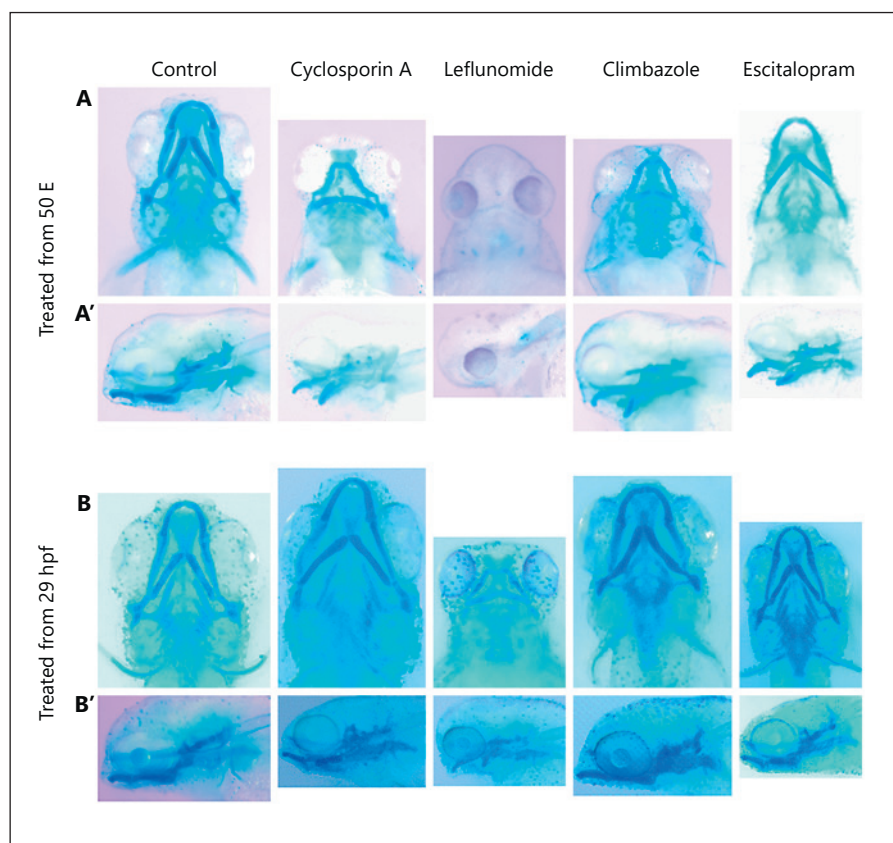 Control Cyclosporin A Leflunomide Climbazole Escitalopram
A
Treated from 50 E
A'
B
Treated from 29 hpf
B'